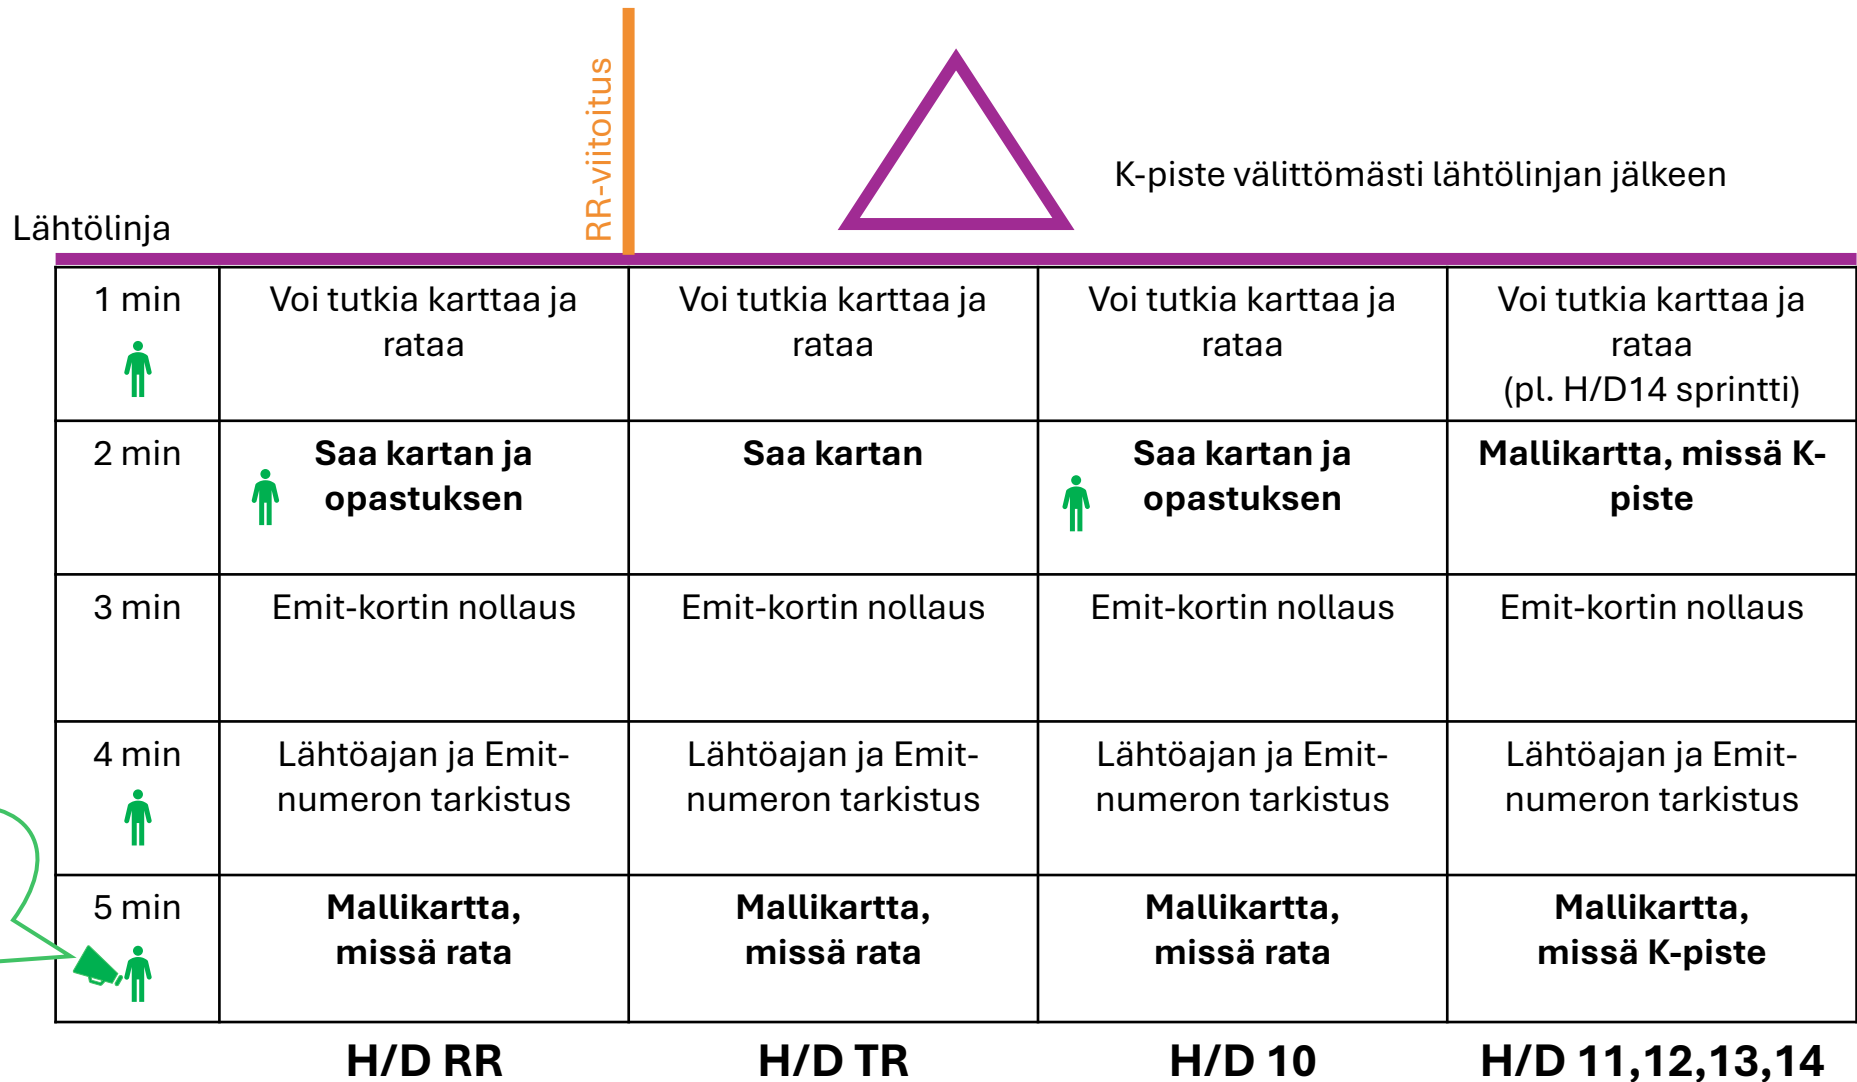 RR-viitoitus
K-piste välittömästi lähtölinjan jälkeen
Lähtölinja
1 min
Voi tutkia karttaa ja
rataa
Voi tutkia karttaa ja
rataa
Voi tutkia karttaa ja
rataa
Voi tutkia karttaa ja
rataa
(pl. H/D14 sprintti)
2 min
Saa kartan ja
opastuksen
Saa kartan
Saa kartan ja
opastuksen
Mallikartta, missä K-
piste
3 min
Emit-kortin nollaus
Emit-kortin nollaus
Emit-kortin nollaus
Emit-kortin nollaus
4 min
Lähtöajan ja Emit-
numeron tarkistus
Lähtöajan ja Emit-
numeron tarkistus
Lähtöajan ja Emit-
numeron tarkistus
Lähtöajan ja Emit-
numeron tarkistus
5 min
Mallikartta,
missä rata
Mallikartta,
missä rata
Mallikartta,
missä rata
Mallikartta,
missä K-piste
H/D RR
H/D TR
H/D 10
H/D 11,12,13,14